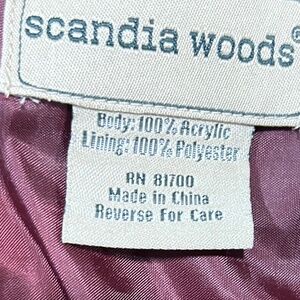 scandia woods®
Body: 100% Acrylic
Lining: 100% Polyester
RN 81700
Made in China
Reverse For Care